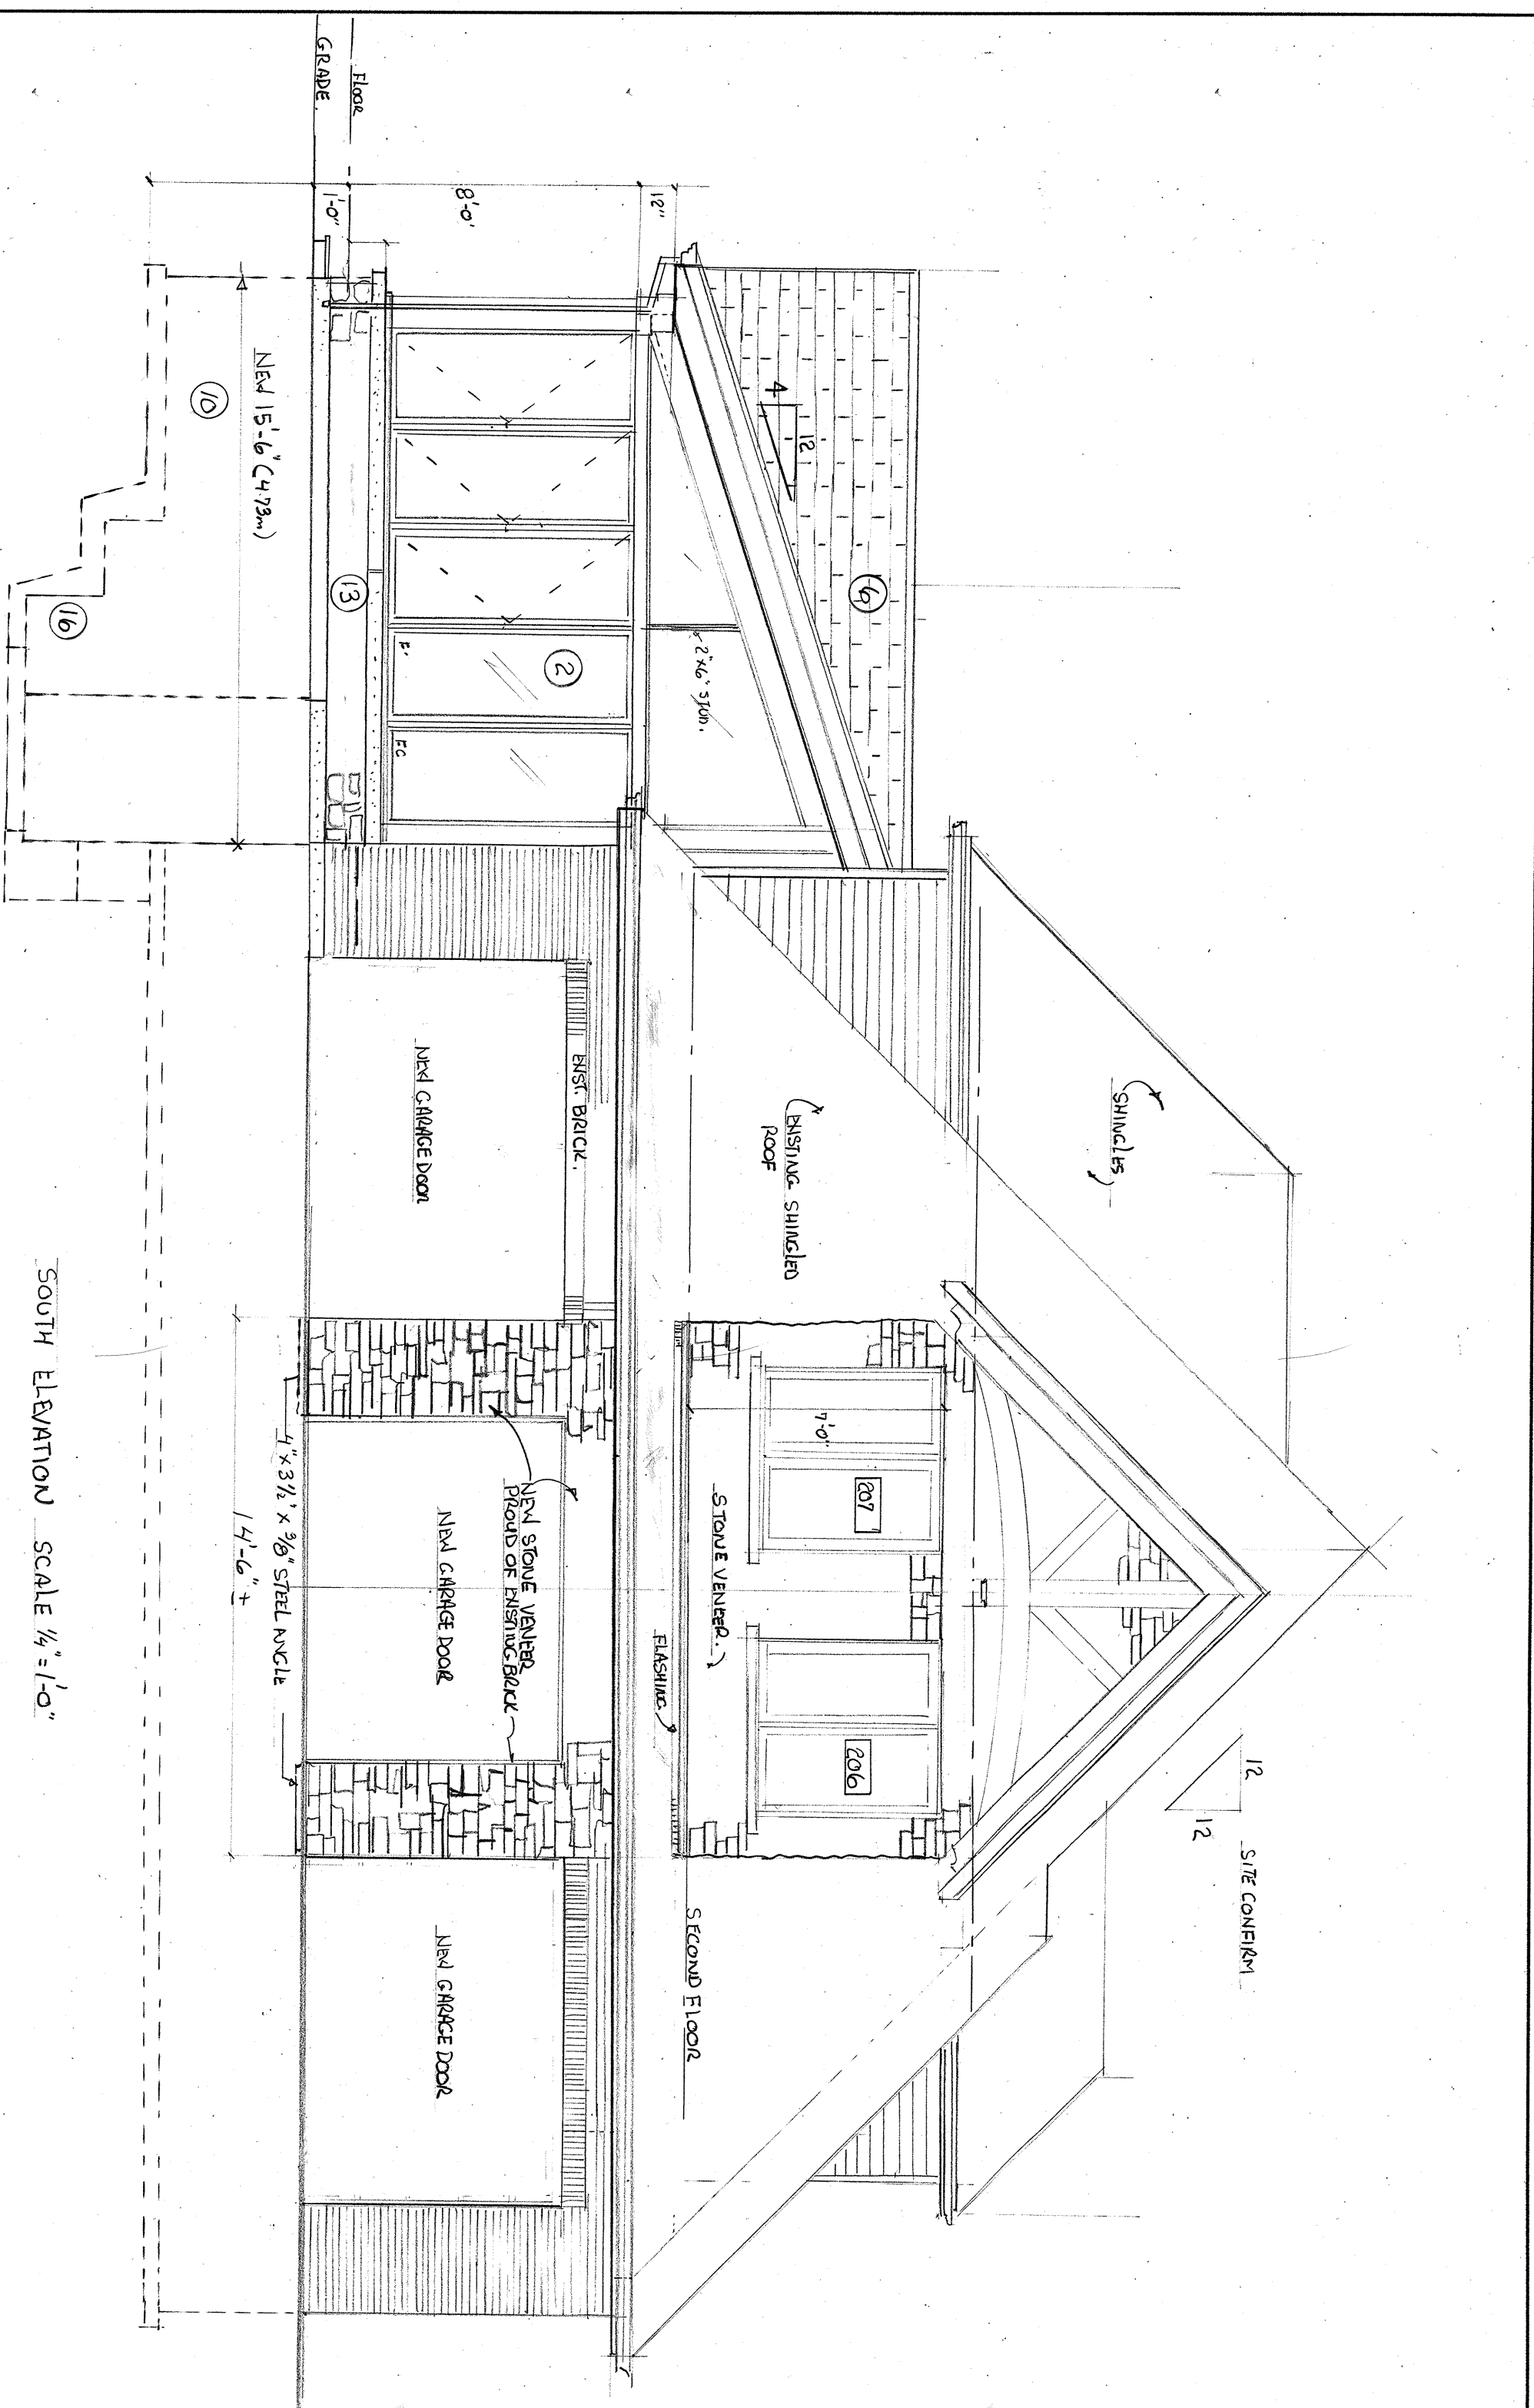 12
12
SITE CONFIRM
SHINGLES
6
12
4
2"x6" STUD.
EXISTING SHINGLED
ROOF
207
206
7'-0"
STONE VENEER.
SECOND FLOOR
FLASHING
12"
8'-0"
2
F.
FC
EXIST. BRICK.
NEW STONE VENEER
PROUD OF EXISTING BRICK
NEW GARAGE DOOR
NEW GARAGE DOOR
NEW GARAGE DOOR
FLOOR
1'-0"
13
GRADE.
4"x3½"x⅜" STEEL ANGLE
NEW 15'-6" (4.73m)
14'-6" ±
10
16
SOUTH ELEVATION SCALE ¼"=1'-0"